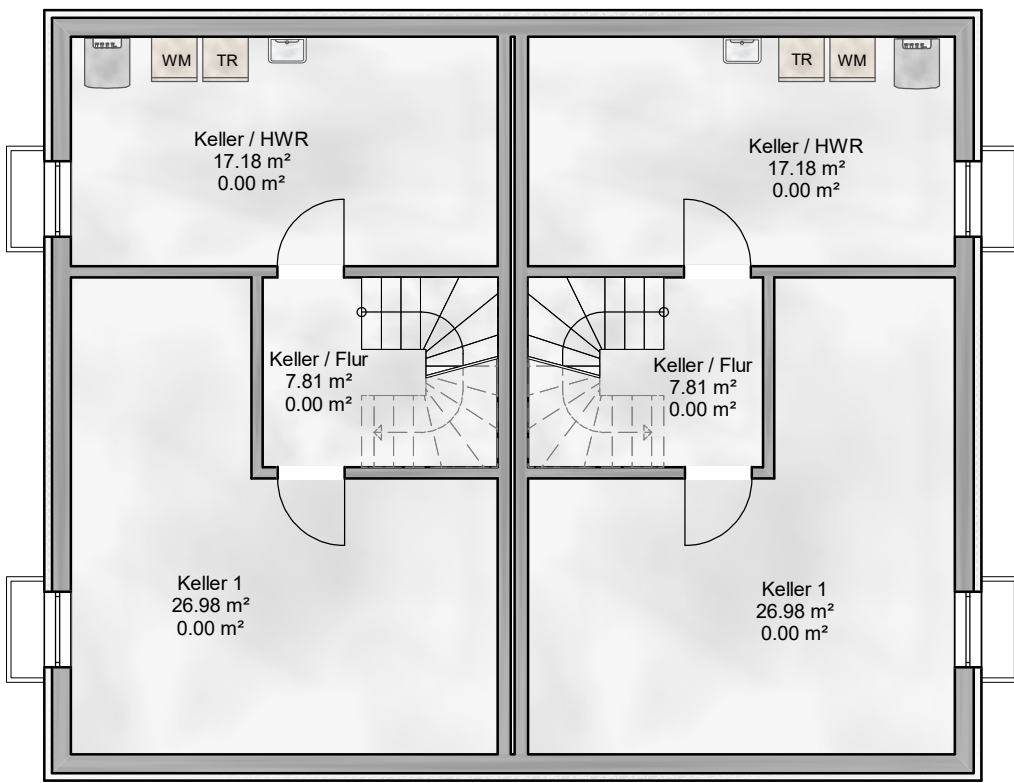 WM TR
TR WM
Keller / HWR
17.18 m²
0.00 m²
Keller / HWR
17.18 m²
0.00 m²
Keller / Flur
7.81 m²
0.00 m²
Keller / Flur
7.81 m²
0.00 m²
Keller 1
26.98 m²
0.00 m²
Keller 1
26.98 m²
0.00 m²